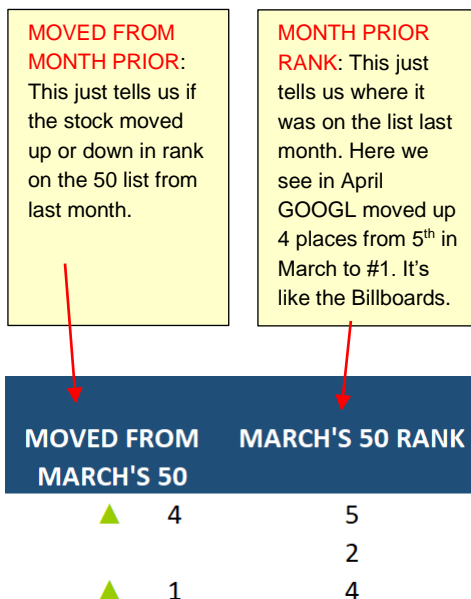 MOVED FROM
MONTH PRIOR:
This just tells us if
the stock moved
up or down in rank
on the 50 list from
last month.
MONTH PRIOR
RANK: This just
tells us where it
was on the list last
month. Here we
see in April
GOOGL moved up
4 places from 5th in
March to #1. It's
like the Billboards.
MOVED FROM MARCH'S 50 RANK
MARCH'S 50
▲ 4 5
2
▲ 1 4